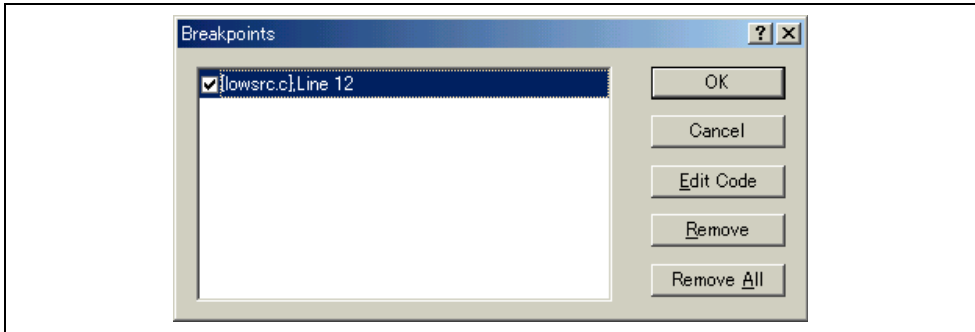 Breakpoints
{lowsrc.c},Line 12
OK
Cancel
Edit Code
Remove
Remove All